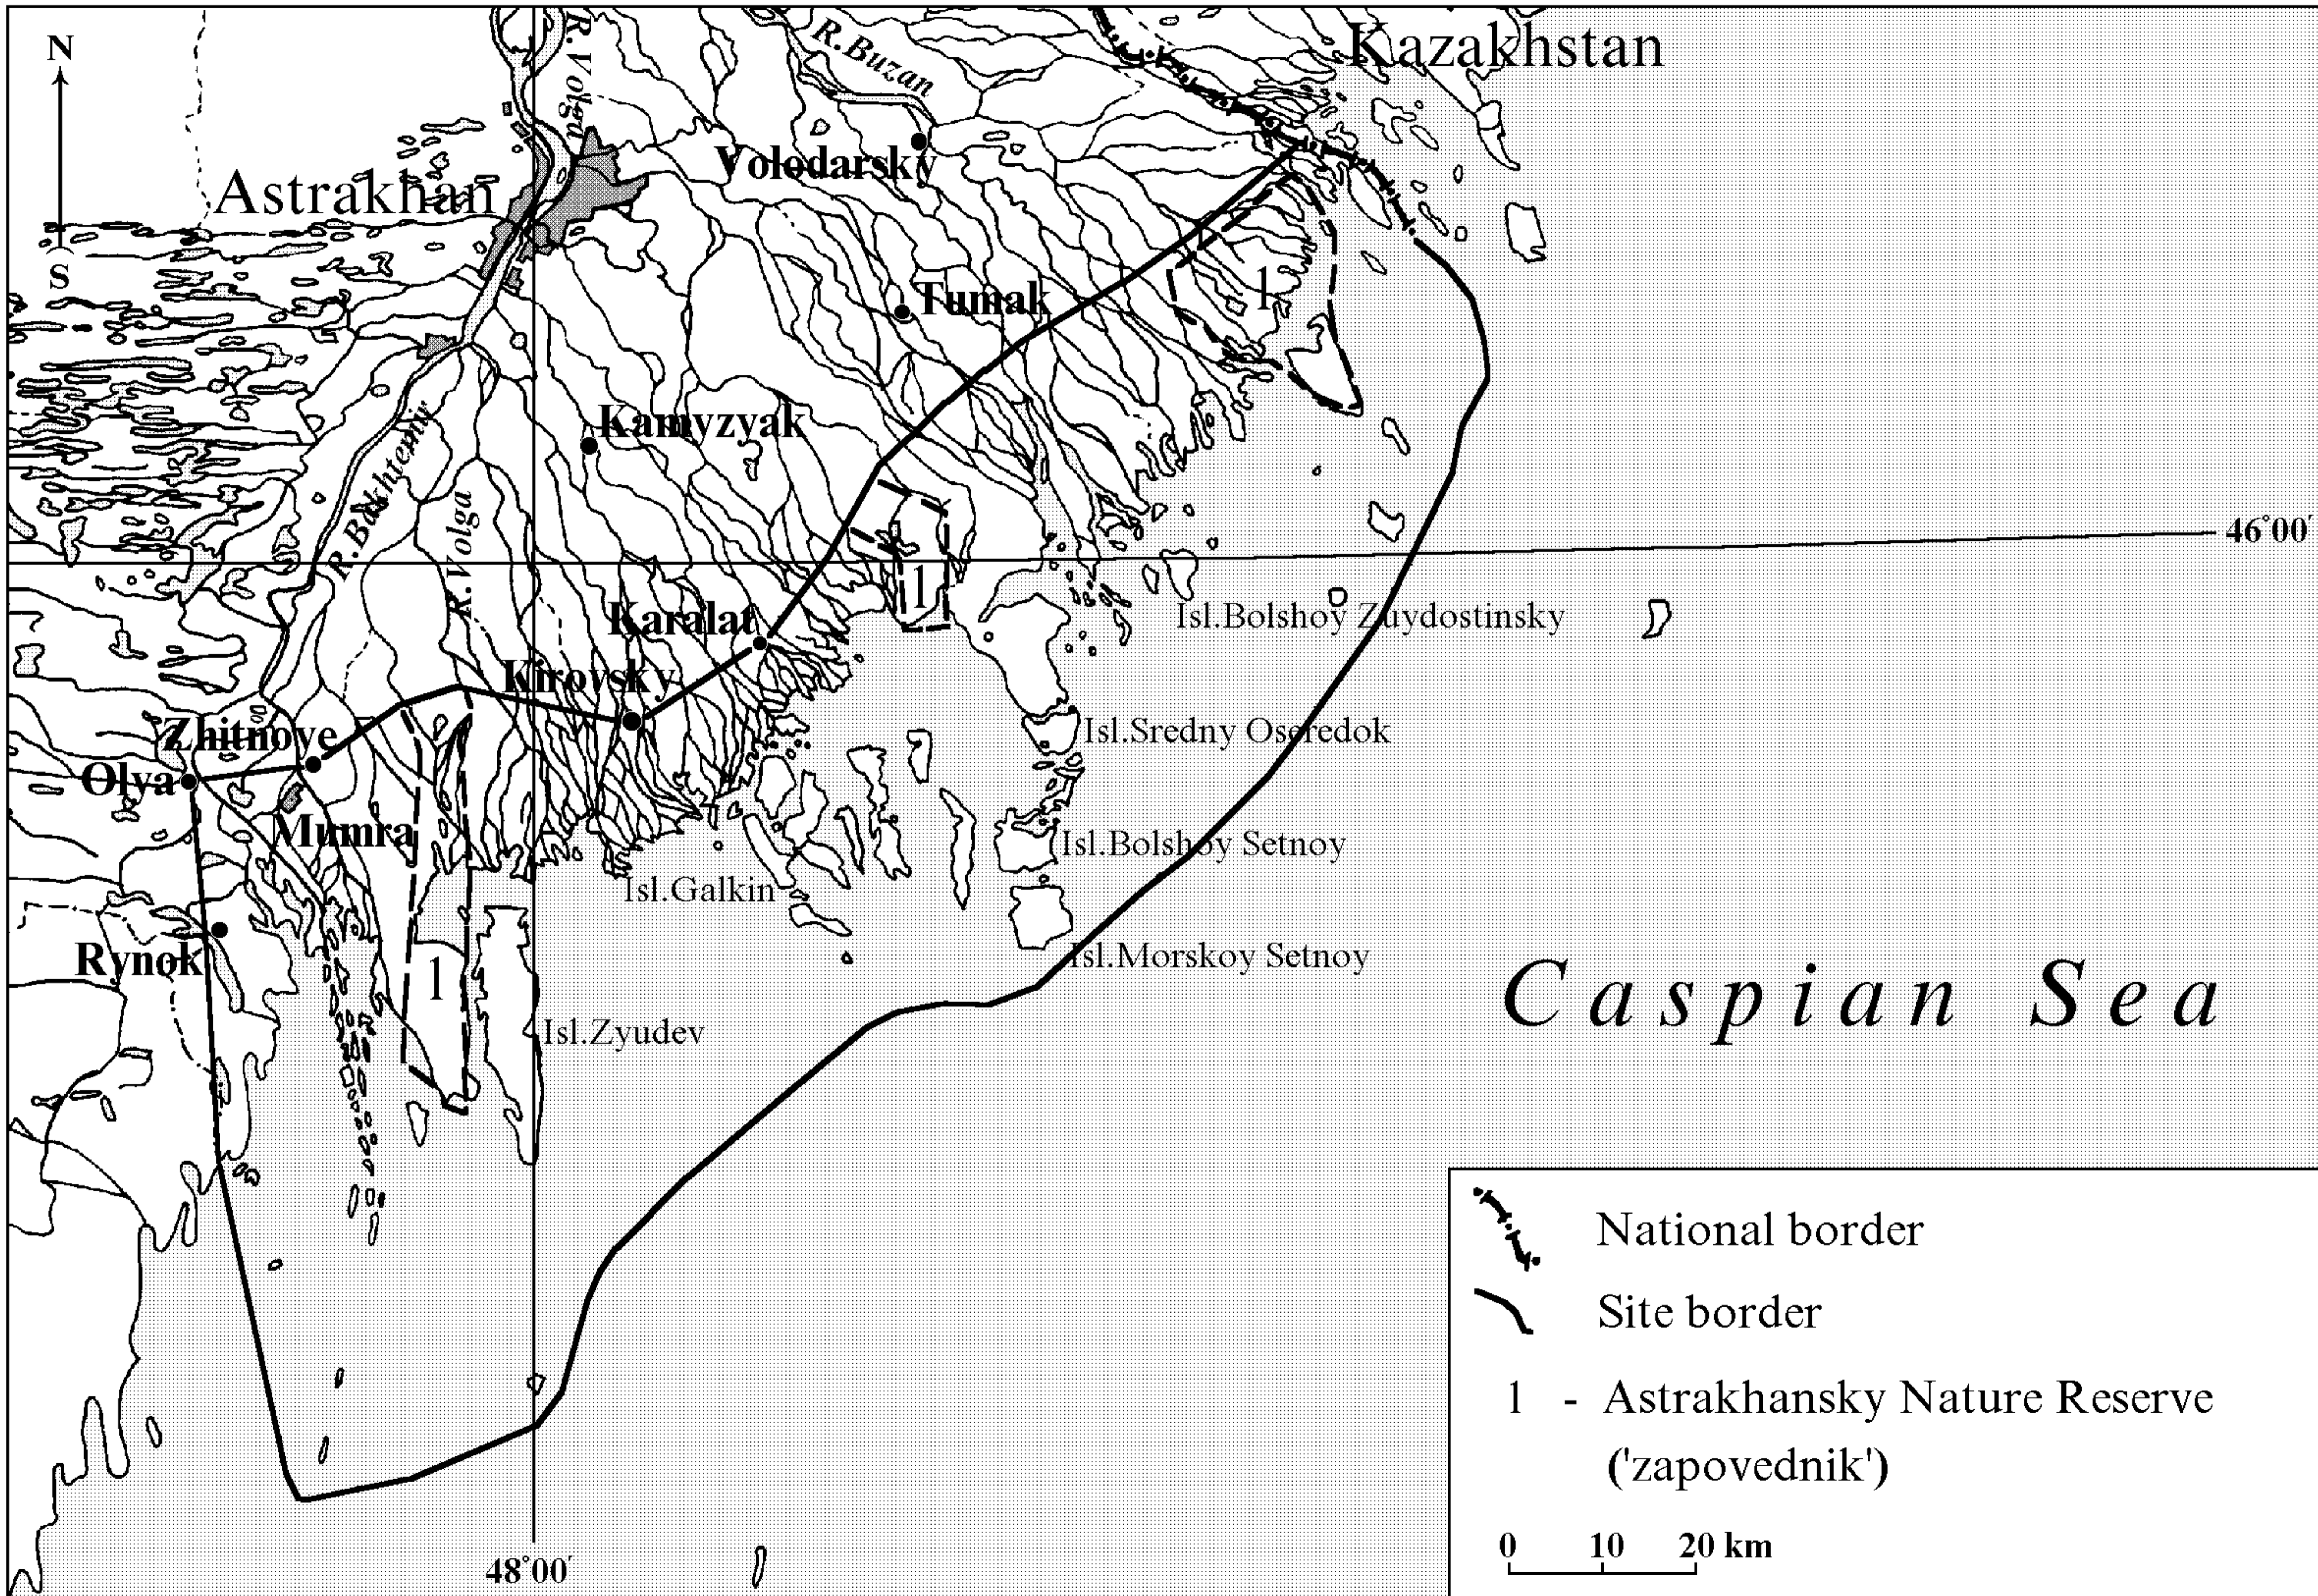 Kazakhstan
N
R.Volga
R.Buzan
Volodarsky
Astrakhan
S
Tumak
1
Kamyzyak
R.Bakhtemir
R.Volga
46°00'
1
Karalat
Isl.Bolshoy Zuydostinsky
Kirovsky
Isl.Sredny Oseredok
Zhitnoye
Olya
Mumra
Isl.Bolshoy Setnoy
Isl.Galkin
Rynok
1
Isl.Morskoy Setnoy
Caspian Sea
Isl.Zyudev
National border
Site border
1 - Astrakhansky Nature Reserve
('zapovednik')
0 10 20 km
48°00'